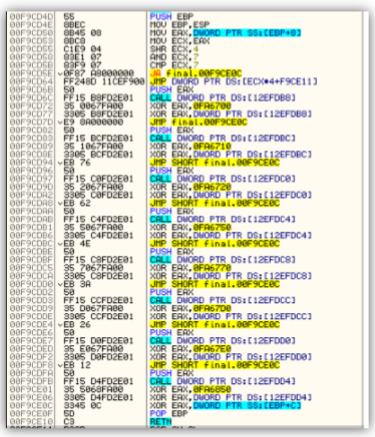 00F9CD4D 55 PUSH EBP
00F9CD4E 8BEC MOV EBP,ESP
00F9CD50 8B45 08 MOV EAX,DWORD PTR SS:[EBP+8]
00F9CD53 8BC8 MOV ECX,EAX
00F9CD55 C1E9 04 SHR ECX,4
00F9CD58 83E1 07 AND ECX,7
00F9CD5B 83F9 07 CMP ECX,7
00F9CD5E 0F87 A8000000 JA final.00F9CE0C
00F9CD64 FF248D 11CEF900 JMP DWORD PTR DS:[ECX*4+F9CE11]
00F9CD6B 50 PUSH EAX
00F9CD6C FF15 B8FD2E01 CALL DWORD PTR DS:[12EFDB8]
00F9CD72 35 0067FA00 XOR EAX,0FA6700
00F9CD77 3305 B8FD2E01 XOR EAX,DWORD PTR DS:[12EFDB8]
00F9CD7D E9 8A000000 JMP final.00F9CE0C
00F9CD82 50 PUSH EAX
00F9CD83 FF15 BCFD2E01 CALL DWORD PTR DS:[12EFDBC]
00F9CD89 35 1067FA00 XOR EAX,0FA6710
00F9CD8E 3305 BCFD2E01 XOR EAX,DWORD PTR DS:[12EFDBC]
00F9CD94 EB 76 JMP SHORT final.00F9CE0C
00F9CD96 50 PUSH EAX
00F9CD97 FF15 C0FD2E01 CALL DWORD PTR DS:[12EFDC0]
00F9CD9D 35 2067FA00 XOR EAX,0FA6720
00F9CDA2 3305 C0FD2E01 XOR EAX,DWORD PTR DS:[12EFDC0]
00F9CDA8 EB 62 JMP SHORT final.00F9CE0C
00F9CDAA 50 PUSH EAX
00F9CDAB FF15 C4FD2E01 CALL DWORD PTR DS:[12EFDC4]
00F9CDB1 35 5067FA00 XOR EAX,0FA6750
00F9CDB6 3305 C4FD2E01 XOR EAX,DWORD PTR DS:[12EFDC4]
00F9CDBC EB 4E JMP SHORT final.00F9CE0C
00F9CDBE 50 PUSH EAX
00F9CDBF FF15 C8FD2E01 CALL DWORD PTR DS:[12EFDC8]
00F9CDC5 35 7067FA00 XOR EAX,0FA6770
00F9CDCA 3305 C8FD2E01 XOR EAX,DWORD PTR DS:[12EFDC8]
00F9CDD0 EB 3A JMP SHORT final.00F9CE0C
00F9CDD2 50 PUSH EAX
00F9CDD3 FF15 CCFD2E01 CALL DWORD PTR DS:[12EFDCC]
00F9CDD9 35 D067FA00 XOR EAX,0FA67D0
00F9CDDE 3305 CCFD2E01 XOR EAX,DWORD PTR DS:[12EFDCC]
00F9CDE4 EB 26 JMP SHORT final.00F9CE0C
00F9CDE6 50 PUSH EAX
00F9CDE7 FF15 D0FD2E01 CALL DWORD PTR DS:[12EFDD0]
00F9CDED 35 E067FA00 XOR EAX,0FA67E0
00F9CDF2 3305 D0FD2E01 XOR EAX,DWORD PTR DS:[12EFDD0]
00F9CDF8 EB 12 JMP SHORT final.00F9CE0C
00F9CDFA 50 PUSH EAX
00F9CDFB FF15 D4FD2E01 CALL DWORD PTR DS:[12EFDD4]
00F9CE01 35 5068FA00 XOR EAX,0FA6850
00F9CE06 3305 D4FD2E01 XOR EAX,DWORD PTR DS:[12EFDD4]
00F9CE0C 3345 0C XOR EAX,DWORD PTR SS:[EBP+C]
00F9CE0F 5D POP EBP
00F9CE10 C3 RETN